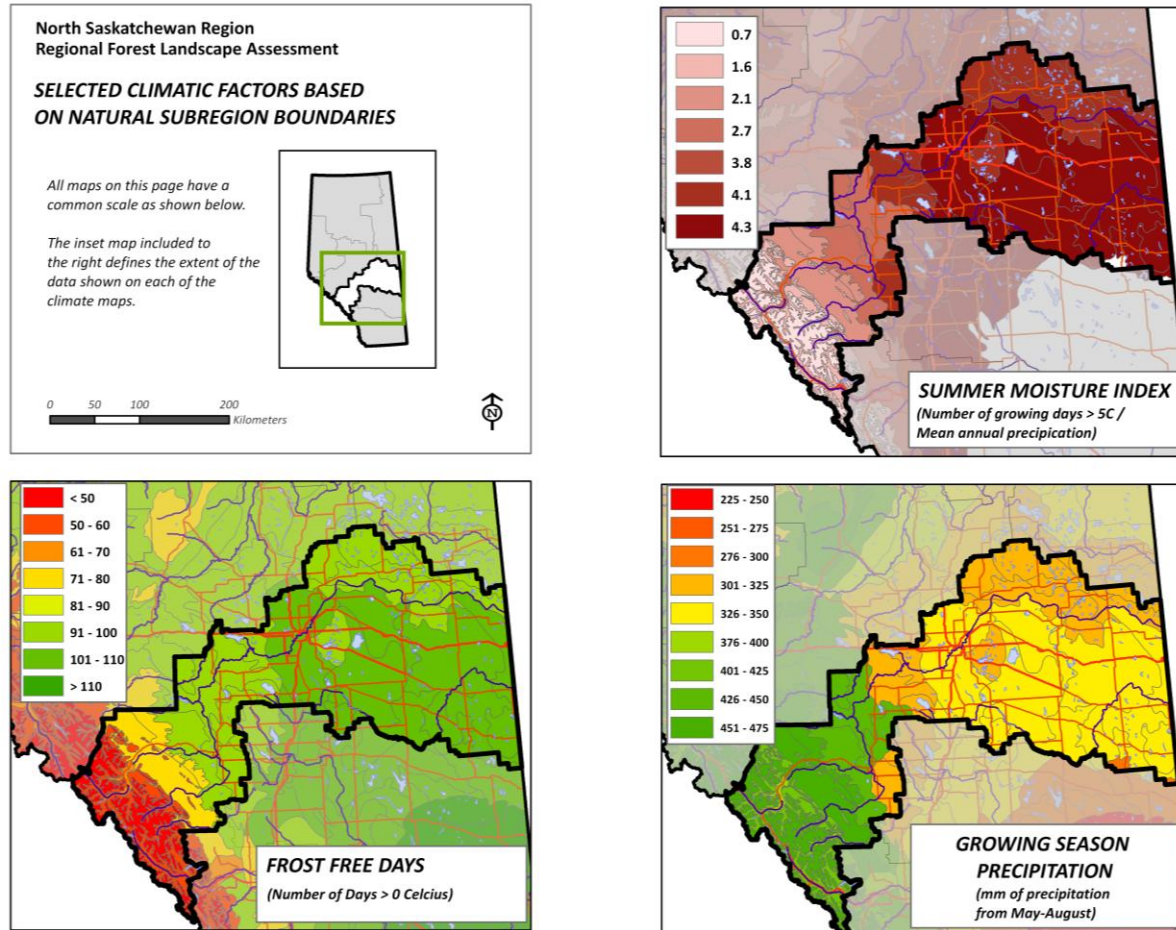 North Saskatchewan Region
Regional Forest Landscape Assessment
SELECTED CLIMATIC FACTORS BASED
ON NATURAL SUBREGION BOUNDARIES
All maps on this page have a
common scale as shown below.
The inset map included to
the right defines the extent of the
data shown on each of the
climate maps.
0 50 100 200
Kilometers
N
0.7
1.6
2.1
2.7
3.8
4.1
4.3
SUMMER MOISTURE INDEX
(Number of growing days > 5C /
Mean annual precipication)
< 50
50 - 60
61 - 70
71 - 80
81 - 90
91 - 100
101 - 110
> 110
FROST FREE DAYS
(Number of Days > 0 Celcius)
225 - 250
251 - 275
276 - 300
301 - 325
326 - 350
376 - 400
401 - 425
426 - 450
451 - 475
GROWING SEASON
PRECIPITATION
(mm of precipitation
from May-August)